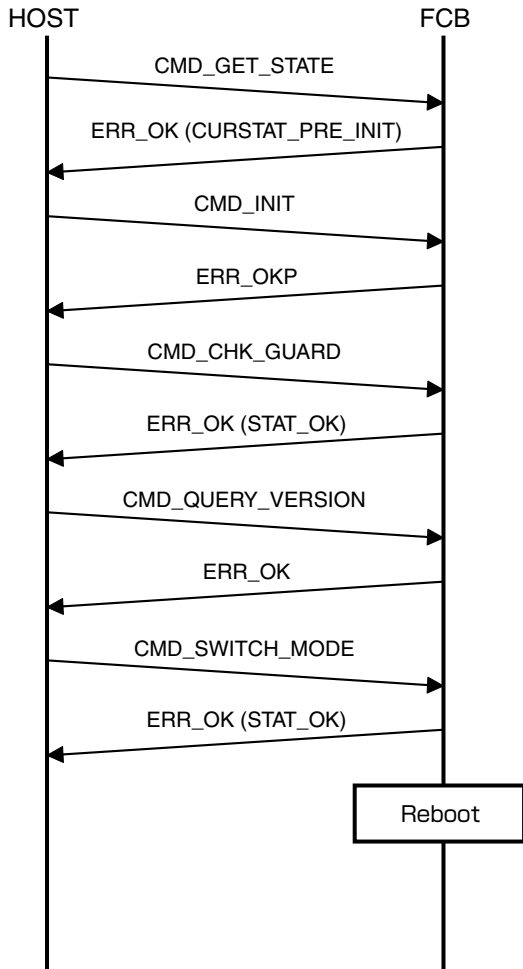 HOST
FCB
CMD_GET_STATE
ERR_OK (CURSTAT_PRE_INIT)
CMD_INIT
ERR_OKP
CMD_CHK_GUARD
ERR_OK (STAT_OK)
CMD_QUERY_VERSION
ERR_OK
CMD_SWITCH_MODE
ERR_OK (STAT_OK)
Reboot